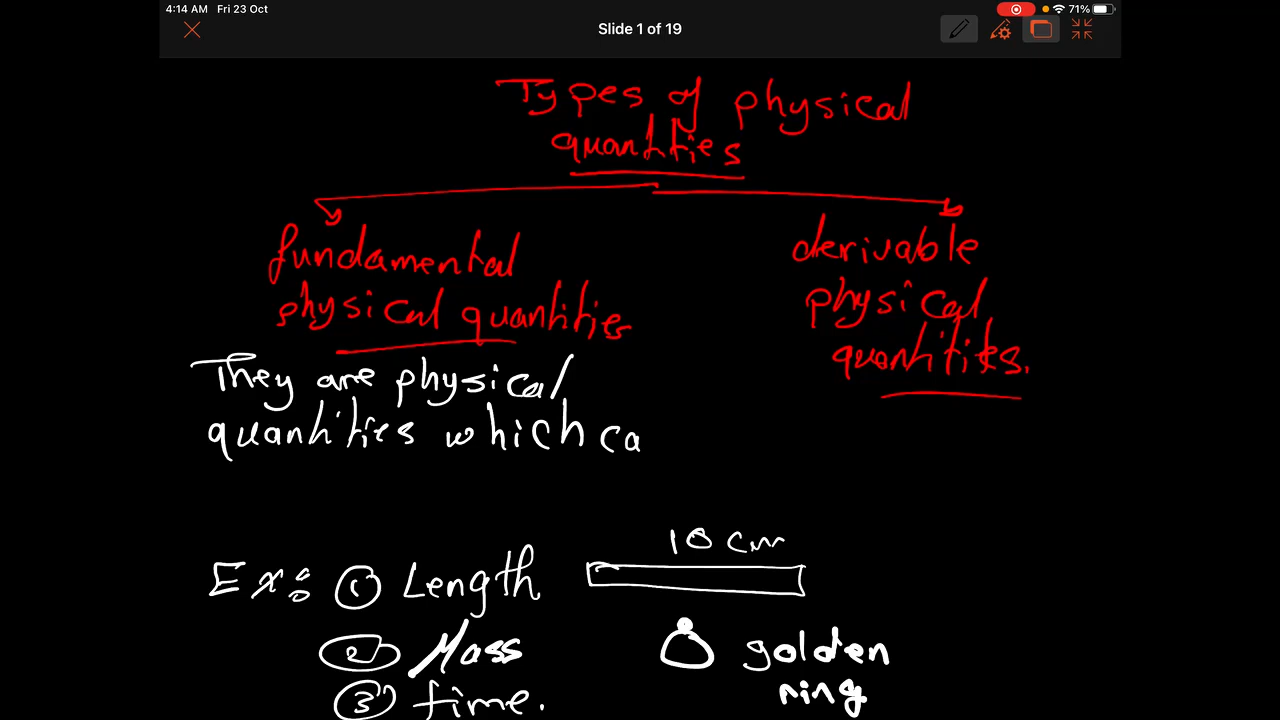 4:14 AM Fri 23 Oct
71%
Slide 1 of 19
Types of physical
quantities
fundamental
physical quantities
derivable
physical
quantities.
They are physical
quantities which ca
10 cm
Ex: ① Length
② Mass
golden
ring
③ time.